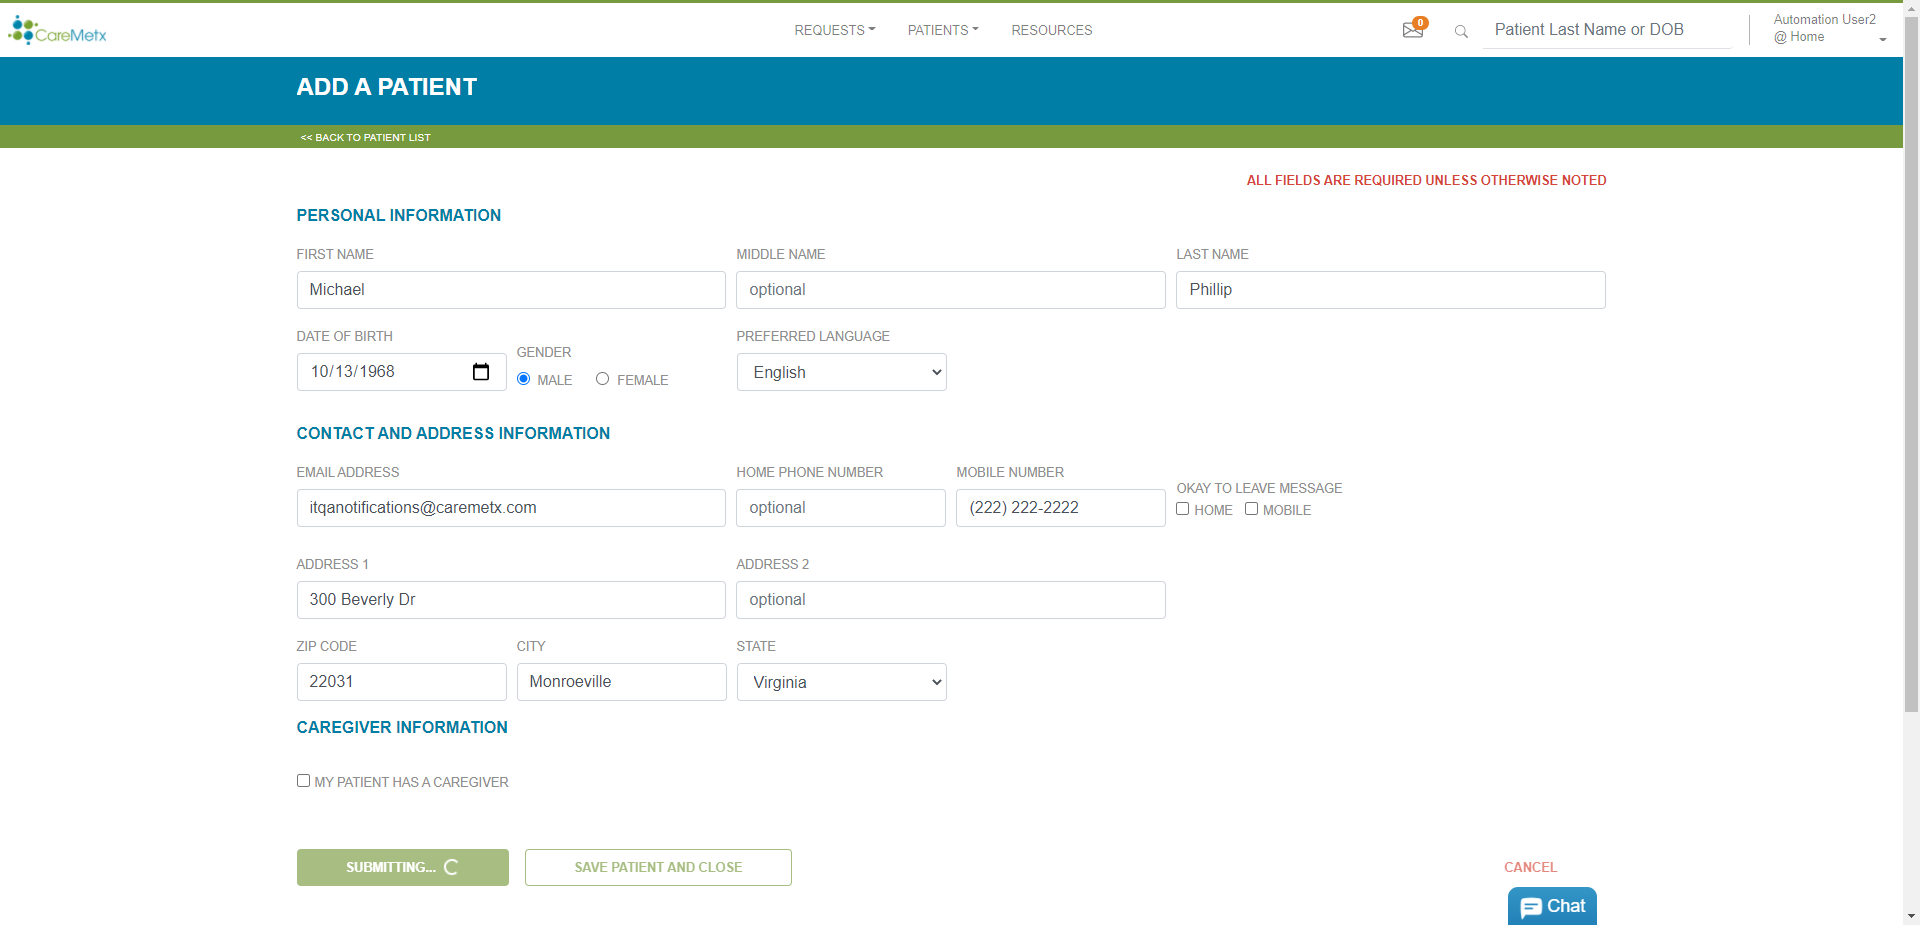 CareMetx
REQUESTS PATIENTS RESOURCES 0 Patient Last Name or DOB Automation User2
@ Home
ADD A PATIENT
<< BACK TO PATIENT LIST
ALL FIELDS ARE REQUIRED UNLESS OTHERWISE NOTED
PERSONAL INFORMATION
FIRST NAME MIDDLE NAME LAST NAME
Michael optional Phillip
DATE OF BIRTH GENDER PREFERRED LANGUAGE
10/13/1968 MALE FEMALE English
CONTACT AND ADDRESS INFORMATION
EMAIL ADDRESS HOME PHONE NUMBER MOBILE NUMBER OKAY TO LEAVE MESSAGE
itqanotifications@caremetx.com optional (222) 222-2222 HOME MOBILE
ADDRESS 1 ADDRESS 2
300 Beverly Dr optional
ZIP CODE CITY STATE
22031 Monroeville Virginia
CAREGIVER INFORMATION
MY PATIENT HAS A CAREGIVER
SUBMITTING... SAVE PATIENT AND CLOSE CANCEL
Chat